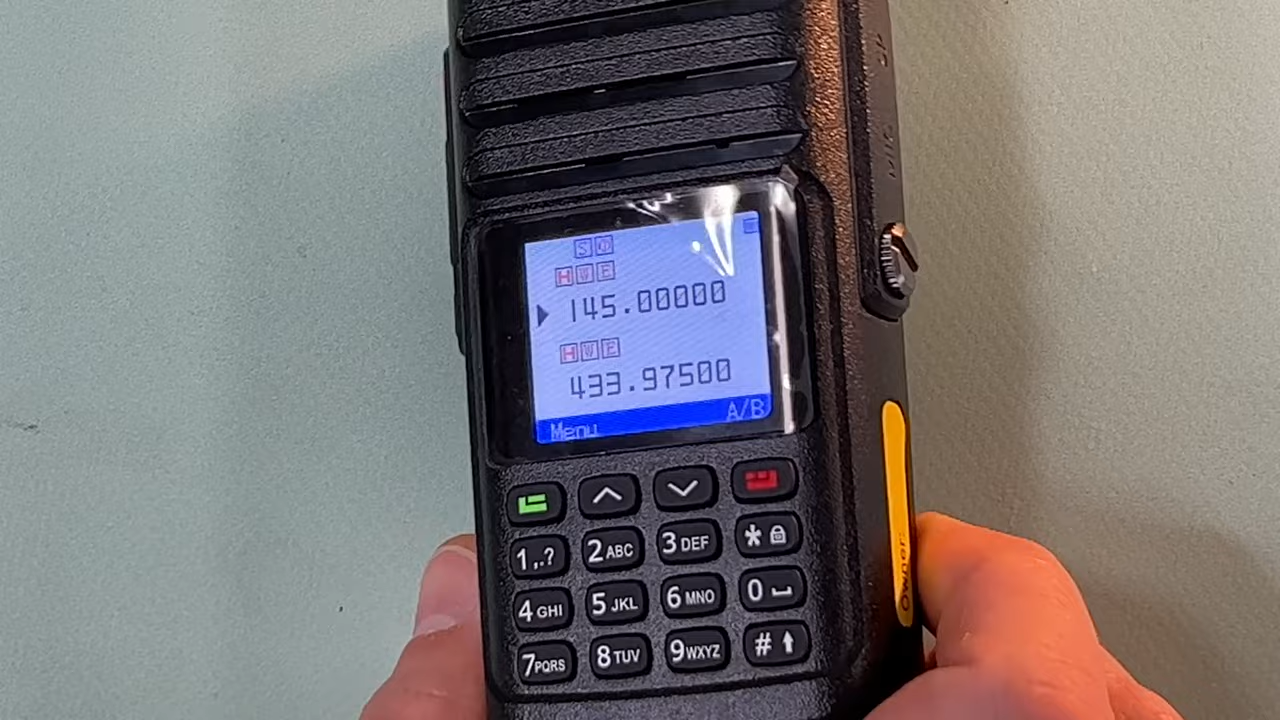 S
H W E
145.00000
H W E
433.97500
Menu A/B
1,.? 2ABC 3DEF *
4GHI 5JKL 6MNO 0
7PQRS 8TUV 9WXYZ #
Owner: